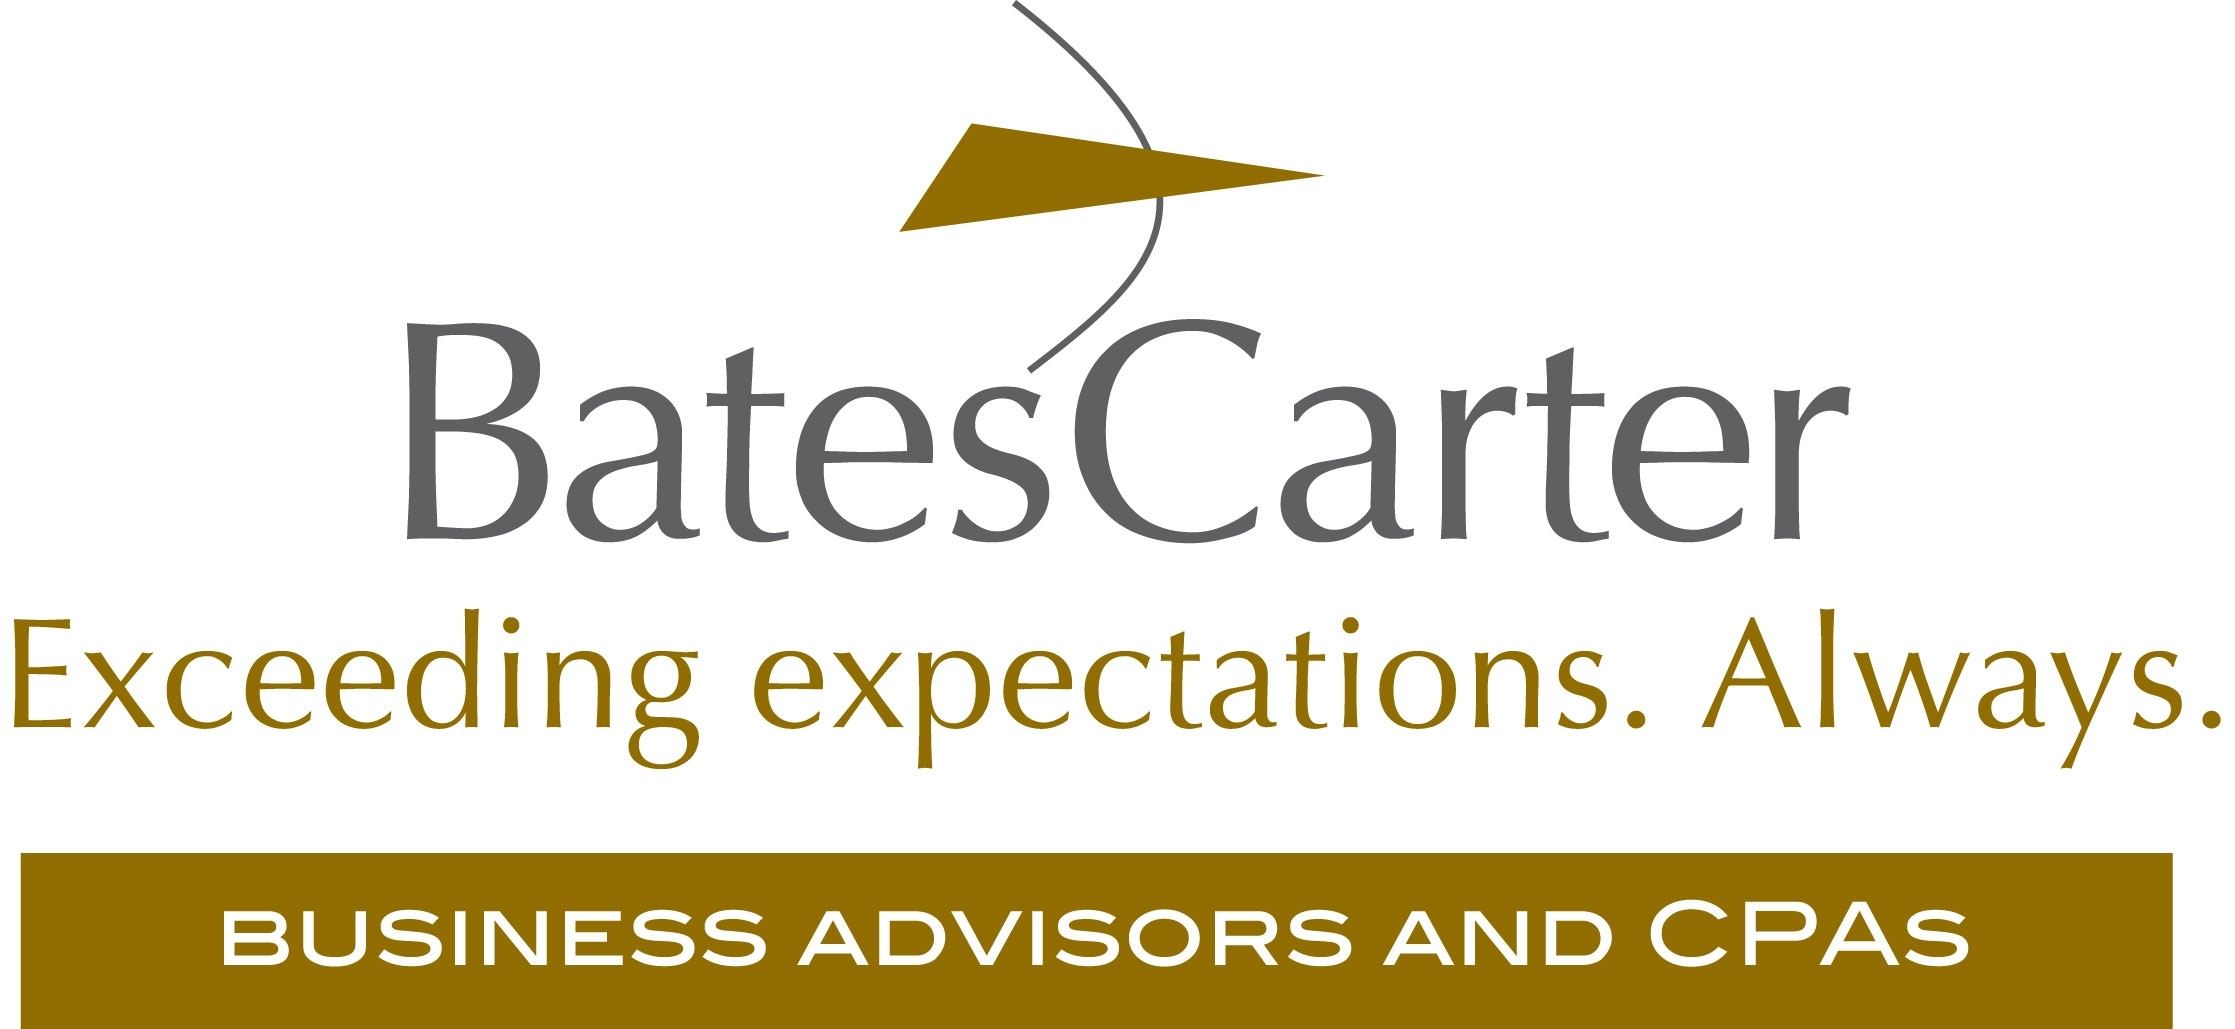 BatesCarter
Exceeding expectations. Always.
BUSINESS ADVISORS AND CPAS